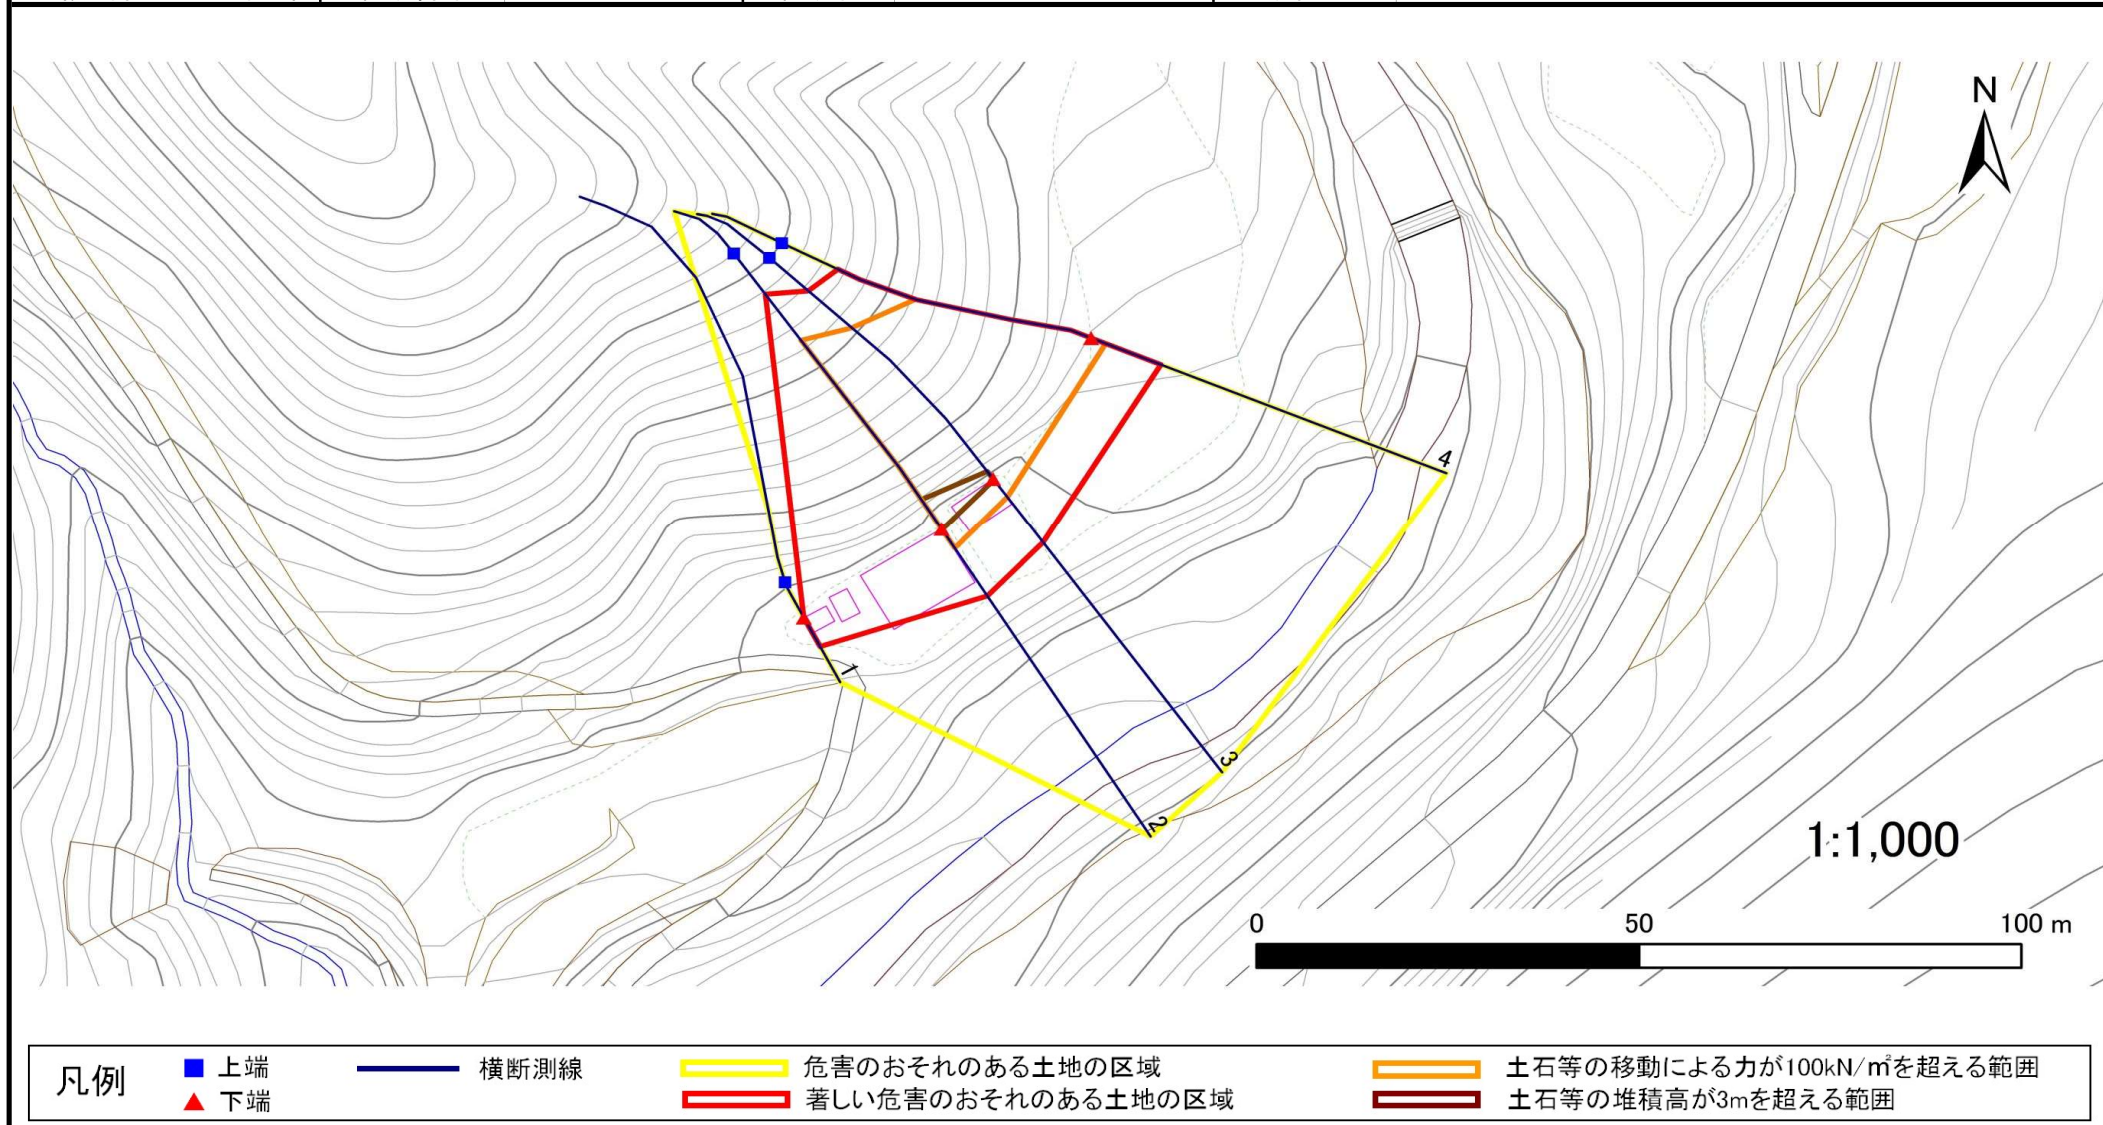 N
4
1
3
2
1:1,000
0 50 100 m
凡例
上端
横断測線
危害のおそれのある土地の区域
土石等の移動による力が100kN/㎡を超える範囲
下端
著しい危害のおそれのある土地の区域
土石等の堆積高が3mを超える範囲